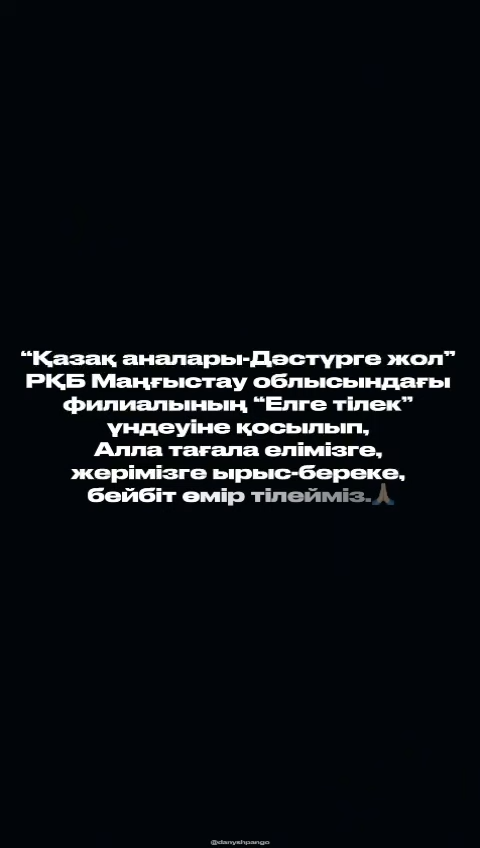 “Қазақ аналары-Дәстүрге жол”
РҚБ Маңғыстау облысындағы
филиалының “Елге тілек”
үндеуіне қосылып,
Алла тағала елімізге,
жерімізге ырыс-береке,
бейбіт өмір тілейміз.🙏🏾
@danyshpango